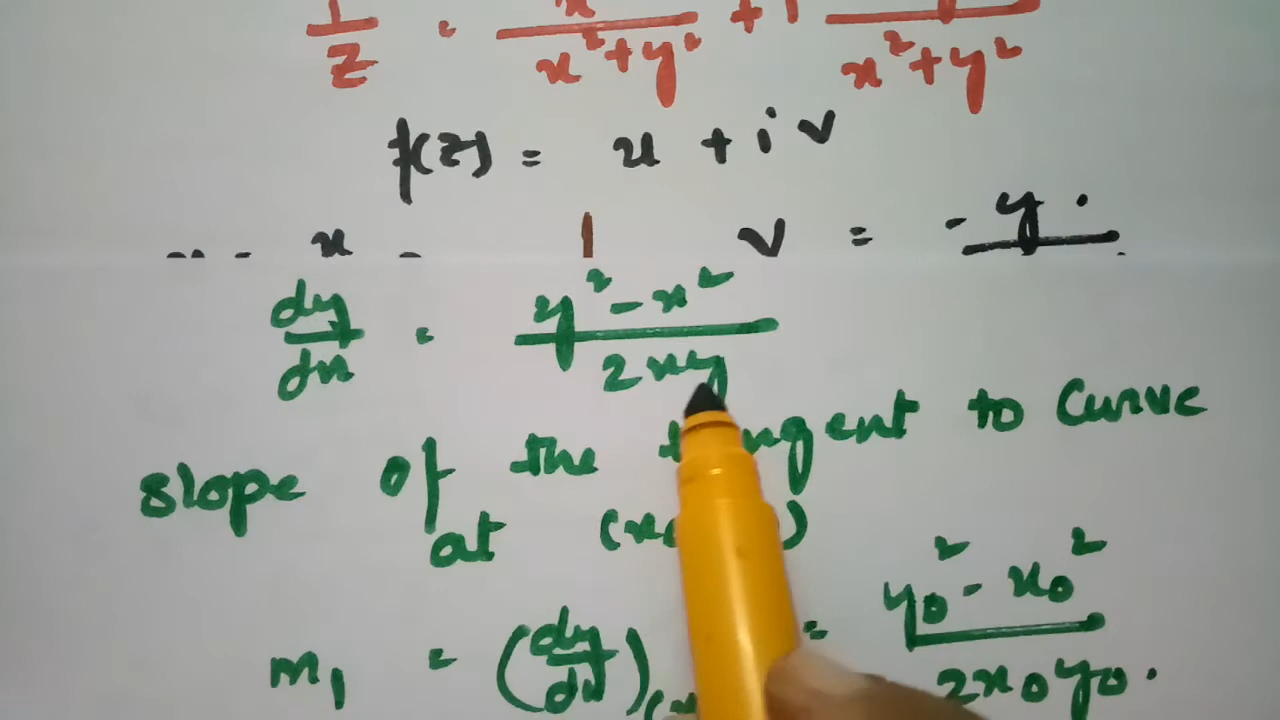 1/z = x/(x²+y²) + i /(x²+y²)
f(z) = u + iv
v = -y
dy/dx = (y²-x²)/2xy
slope of the tangent to curve
at (x₀ )
m₁ = (dy/dx)( = (y₀²-x₀²)/2x₀y₀.